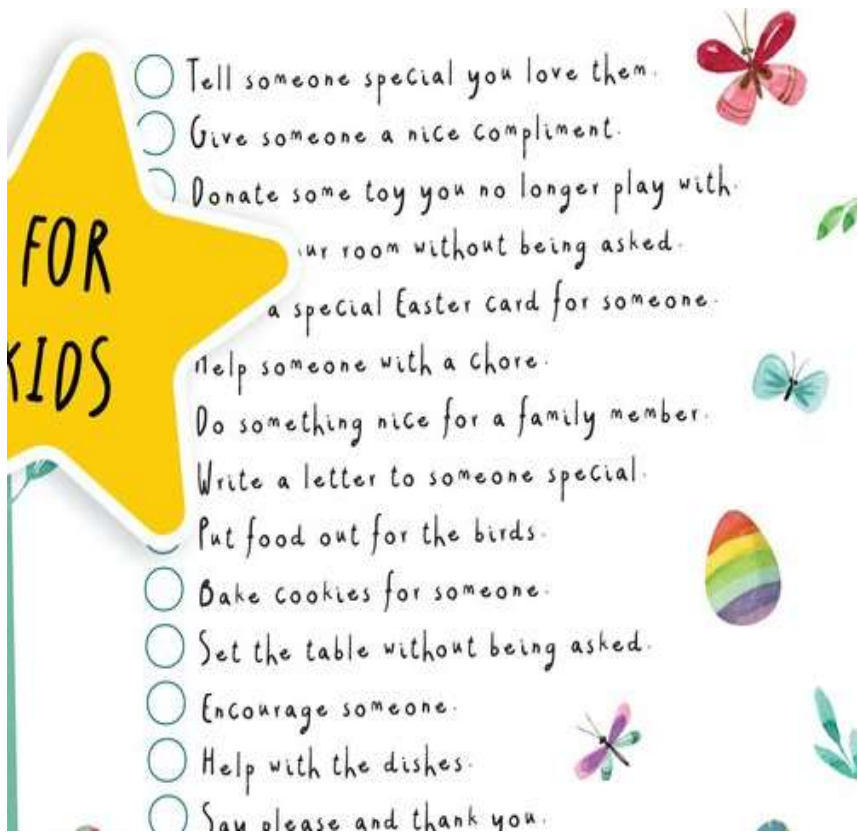 Tell someone special you love them.
Give someone a nice compliment.
Donate some toy you no longer play with.
room without being asked.
a special Easter card for someone.
Help someone with a chore.
Do something nice for a family member.
Write a letter to someone special.
Put food out for the birds.
Bake cookies for someone.
Set the table without being asked.
Encourage someone.
Help with the dishes.
Say please and thank you.
FOR
KIDS